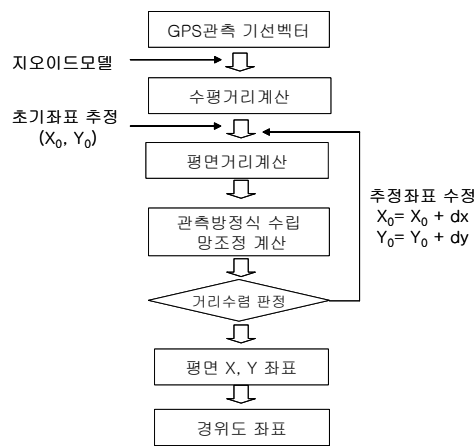 GPS관측 기선벡터
지오이드모델
수평거리계산
초기좌표 추정
(X₀, Y₀)
평면거리계산
추정좌표 수정
X₀= X₀ + dx
Y₀= Y₀ + dy
관측방정식 수립
망조정 계산
거리수렴 판정
평면 X, Y 좌표
경위도 좌표